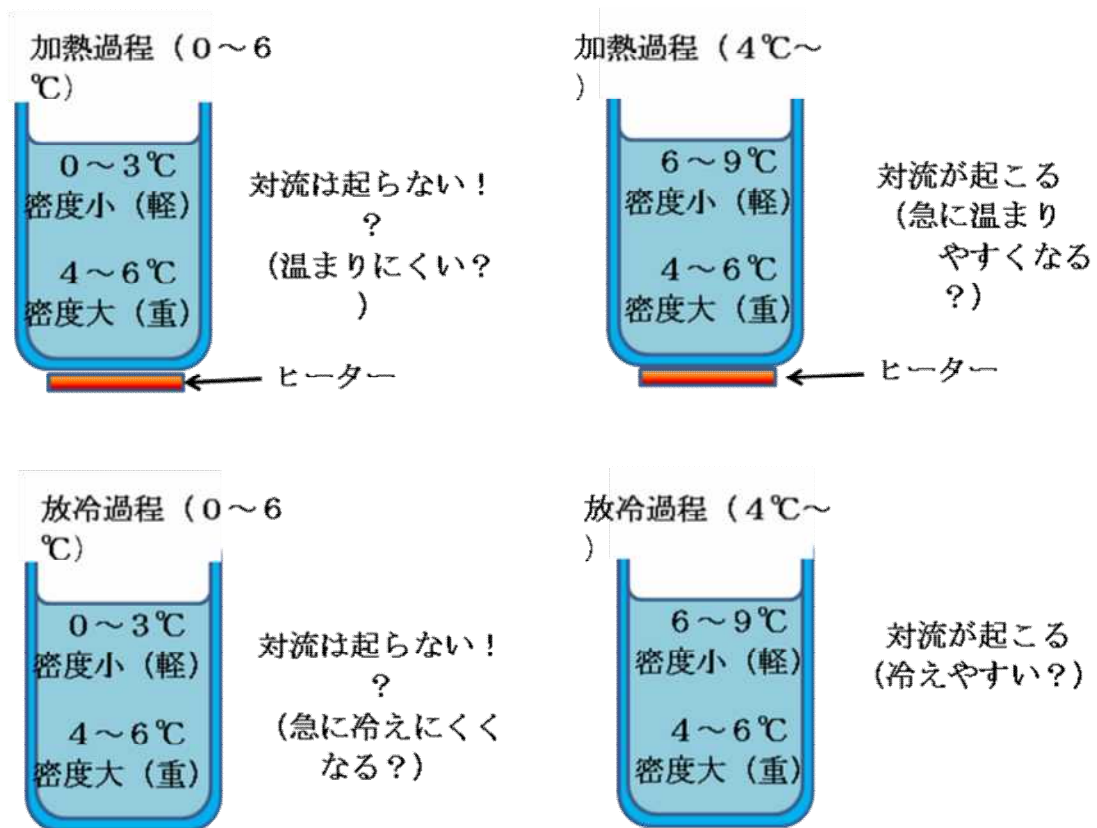 加熱過程（0～6
℃）
0～3℃
密度小（軽）
4～6℃
密度大（重）
対流は起らない！
？
（温まりにくい？
）
ヒーター
加熱過程（4℃～
）
6～9℃
密度小（軽）
4～6℃
密度大（重）
対流が起こる
（急に温まり
やすくなる
？）
ヒーター
放冷過程（0～6
℃）
0～3℃
密度小（軽）
4～6℃
密度大（重）
対流は起らない！
？
（急に冷えにくく
なる？）
放冷過程（4℃～
）
6～9℃
密度小（軽）
4～6℃
密度大（重）
対流が起こる
（冷えやすい？）